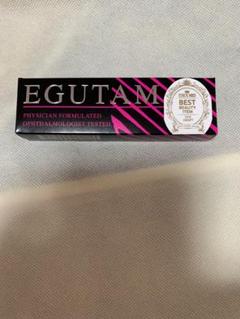 EGUTAM
PHYSICIAN FORMULATED
OPHTHALMOLOGIST TESTED
BEST
BEAUTY
ITEM